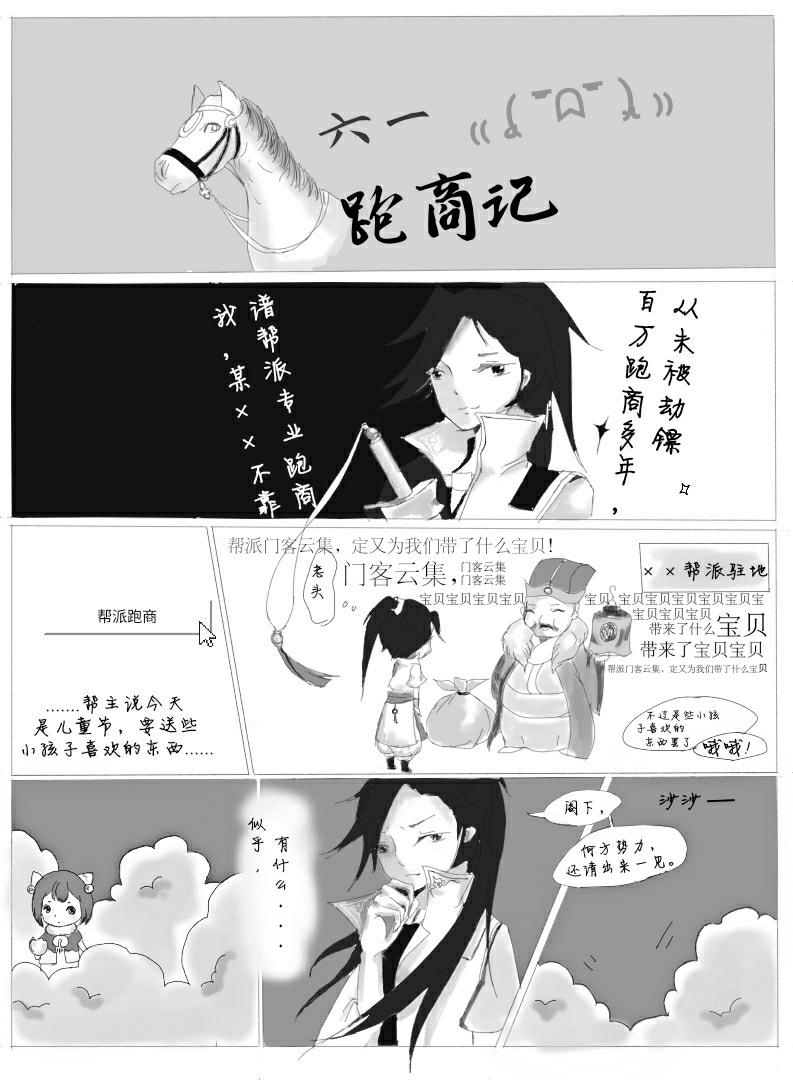 六一
跑商记
从未被劫镖
百万跑商多年，
我，某××不靠
谱帮派专业跑商
帮派跑商
.......帮主说今天
是儿童节，要送些
小孩子喜欢的东西......
帮派门客云集，定又为我们带了什么宝贝!
老头
...
门客云集，
门客云集
门客云集
××帮派驻地
宝贝宝贝宝贝宝贝
宝贝宝贝宝贝宝贝宝贝宝贝
宝贝宝贝宝贝
带来了什么宝贝
带来了宝贝宝贝
帮派门客云集，定又为我们带了什么宝贝
不过是些小孩
子喜欢的
东西罢了
哦哦!
似乎，
有什么....
阁下，
沙沙——
何方势力，
还请出来一见。